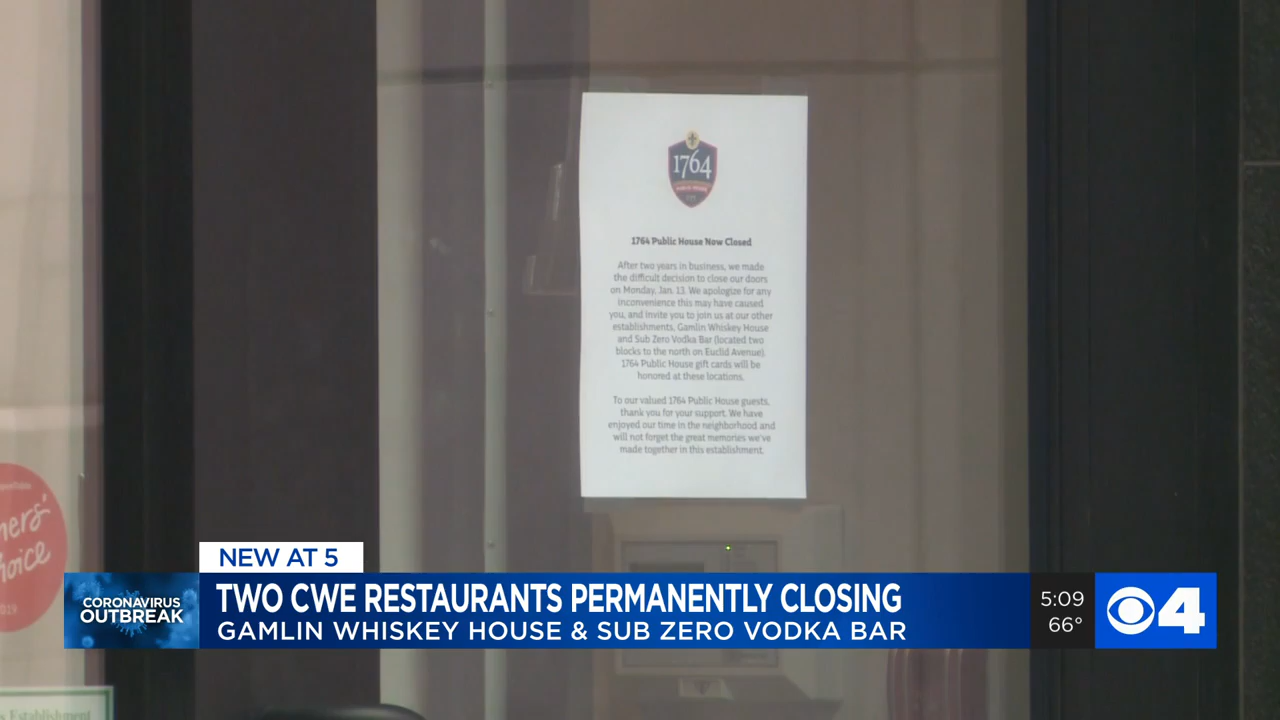 1764
PUBLIC HOUSE
1764 Public House Now Closed
After two years in business, we made
the difficult decision to close our doors
on Monday, Jan. 13. We apologize for any
inconvenience this may have caused
you, and invite you to join us at our other
establishments, Gamlin Whiskey House
and Sub Zero Vodka Bar (located two
blocks to the north on Euclid Avenue).
1764 Public House gift cards will be
honored at these locations.
To our valued 1764 Public House guests,
thank you for your support. We have
enjoyed our time in the neighborhood and
will not forget the great memories we've
made together in this establishment.
ners'
hoice
2019
s Establishment
NEW AT 5
CORONAVIRUS
OUTBREAK
TWO CWE RESTAURANTS PERMANENTLY CLOSING
GAMLIN WHISKEY HOUSE & SUB ZERO VODKA BAR
5:09
66°
4